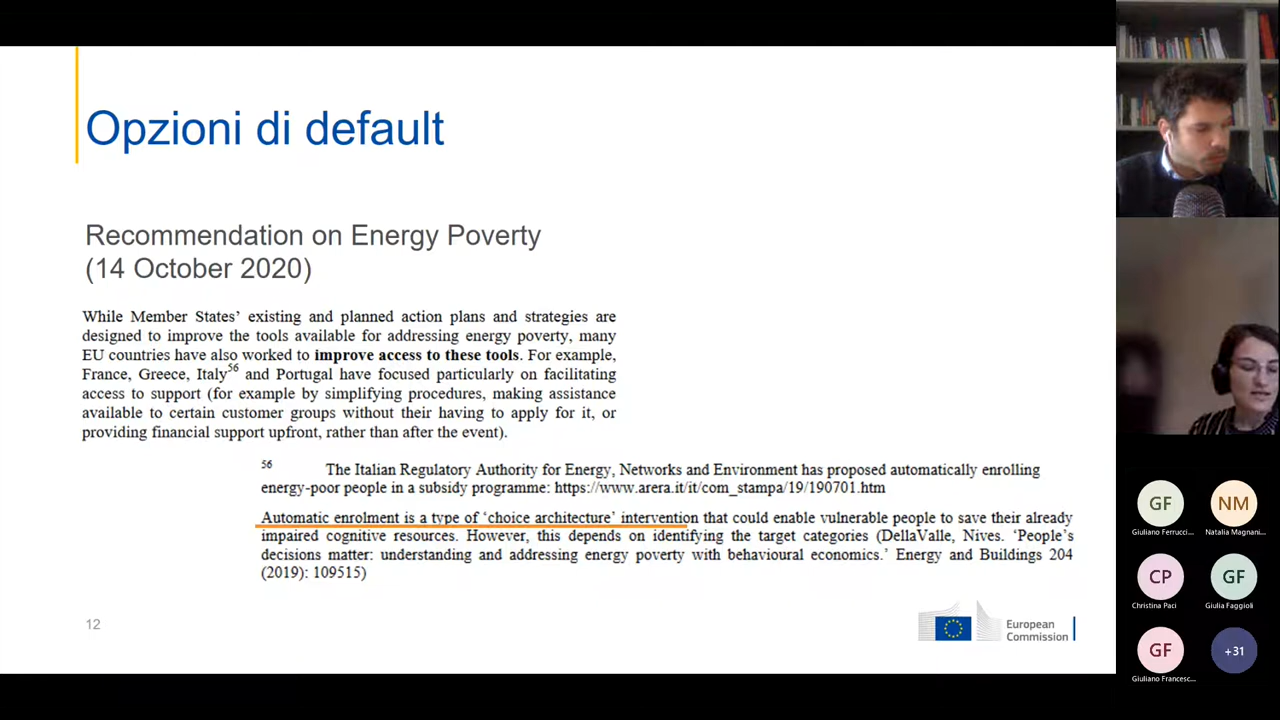 Opzioni di default
Recommendation on Energy Poverty
(14 October 2020)
While Member States’ existing and planned action plans and strategies are
designed to improve the tools available for addressing energy poverty, many
EU countries have also worked to improve access to these tools. For example,
France, Greece, Italy56 and Portugal have focused particularly on facilitating
access to support (for example by simplifying procedures, making assistance
available to certain customer groups without their having to apply for it, or
providing financial support upfront, rather than after the event).
56 The Italian Regulatory Authority for Energy, Networks and Environment has proposed automatically enrolling
energy-poor people in a subsidy programme: https://www.arera.it/it/com_stampa/19/190701.htm
Automatic enrolment is a type of ‘choice architecture’ intervention that could enable vulnerable people to save their already
impaired cognitive resources. However, this depends on identifying the target categories (DellaValle, Nives. ‘People’s
decisions matter: understanding and addressing energy poverty with behavioural economics.’ Energy and Buildings 204
(2019): 109515)
12
European
Commission
GF
NM
Giuliano Ferrucci...
Natalia Magnani...
CP
GF
Christina Paci
Giulia Faggioli
GF
+31
Giuliano Francesc...